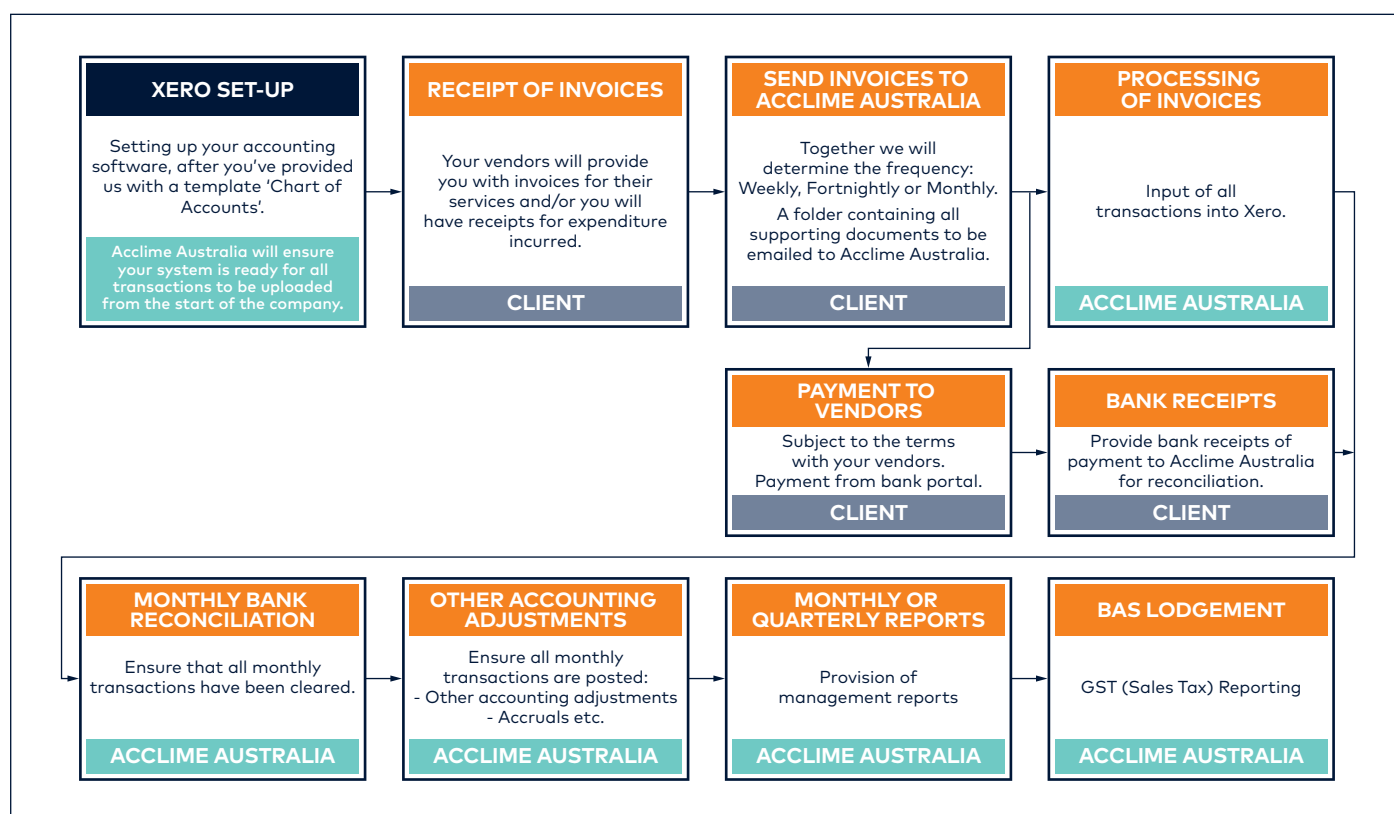 XERO SET-UP
Setting up your accounting
software, after you've provided
us with a template 'Chart of
Accounts'.
Acclime Australia will ensure
your system is ready for all
transactions to be uploaded
from the start of the company.
RECEIPT OF INVOICES
Your vendors will provide
you with invoices for their
services and/or you will
have receipts for expenditure
incurred.
CLIENT
SEND INVOICES TO
ACCLIME AUSTRALIA
Together we will
determine the frequency:
Weekly, Fortnightly or Monthly.
A folder containing all
supporting documents to be
emailed to Acclime Australia.
CLIENT
PROCESSING
OF INVOICES
Input of all
transactions into Xero.
ACCLIME AUSTRALIA
PAYMENT TO
VENDORS
Subject to the terms
with your vendors.
Payment from bank portal.
CLIENT
BANK RECEIPTS
Provide bank receipts of
payment to Acclime Australia
for reconciliation.
CLIENT
MONTHLY BANK
RECONCILIATION
Ensure that all monthly
transactions have been cleared.
ACCLIME AUSTRALIA
OTHER ACCOUNTING
ADJUSTMENTS
Ensure all monthly
transactions are posted:
- Other accounting adjustments
- Accruals etc.
ACCLIME AUSTRALIA
MONTHLY OR
QUARTERLY REPORTS
Provision of
management reports
ACCLIME AUSTRALIA
BAS LODGEMENT
GST (Sales Tax) Reporting
ACCLIME AUSTRALIA